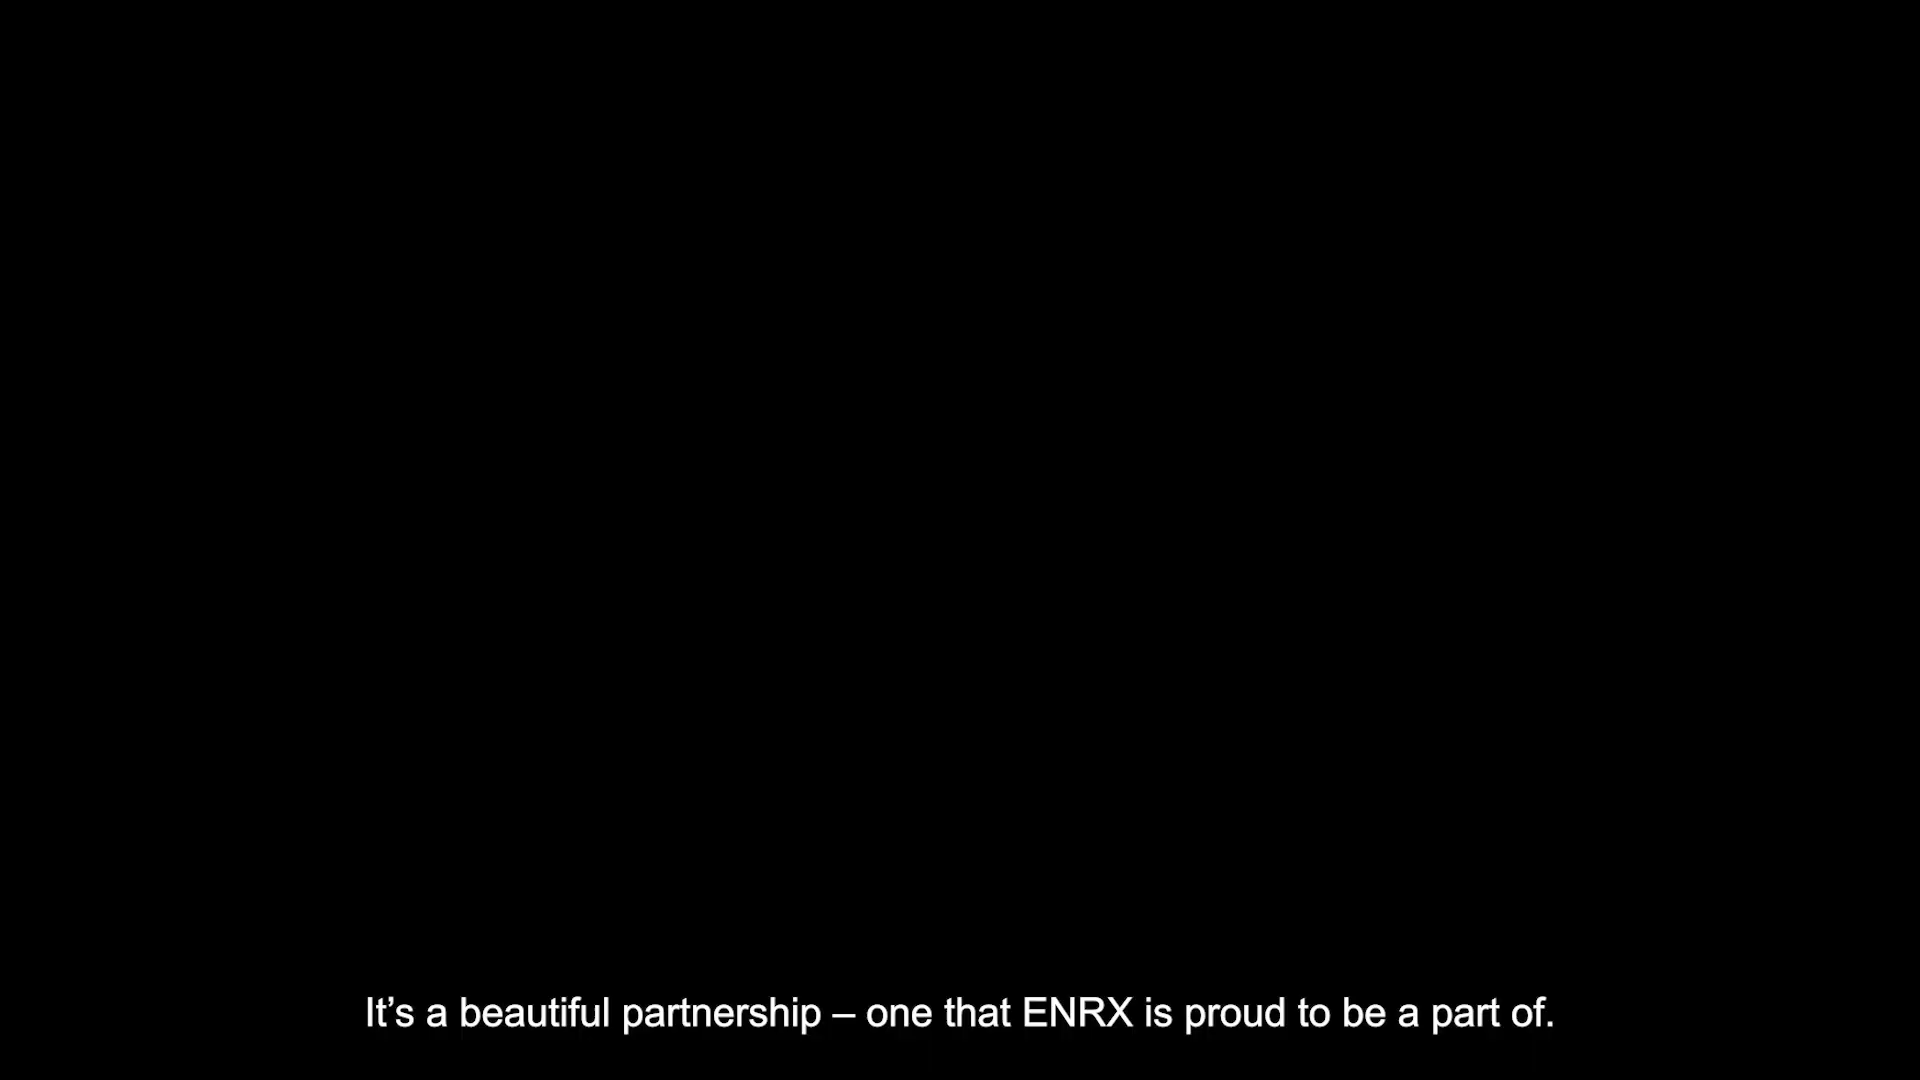 It’s a beautiful partnership – one that ENRX is proud to be a part of.